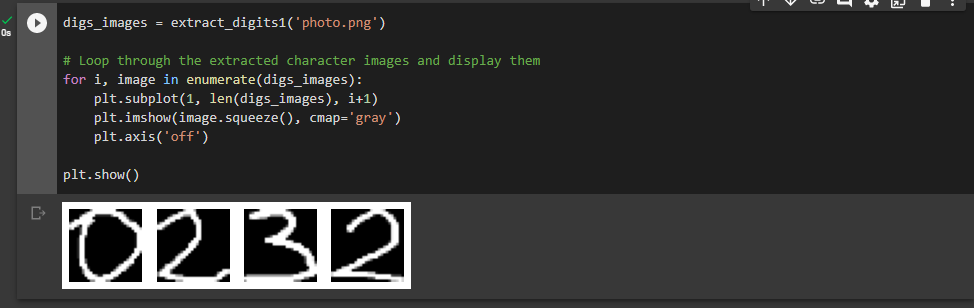 0s
digs_images = extract_digits1('photo.png')
# Loop through the extracted character images and display them
for i, image in enumerate(digs_images):
    plt.subplot(1, len(digs_images), i+1)
    plt.imshow(image.squeeze(), cmap='gray')
    plt.axis('off')
plt.show()
0 2 3 2